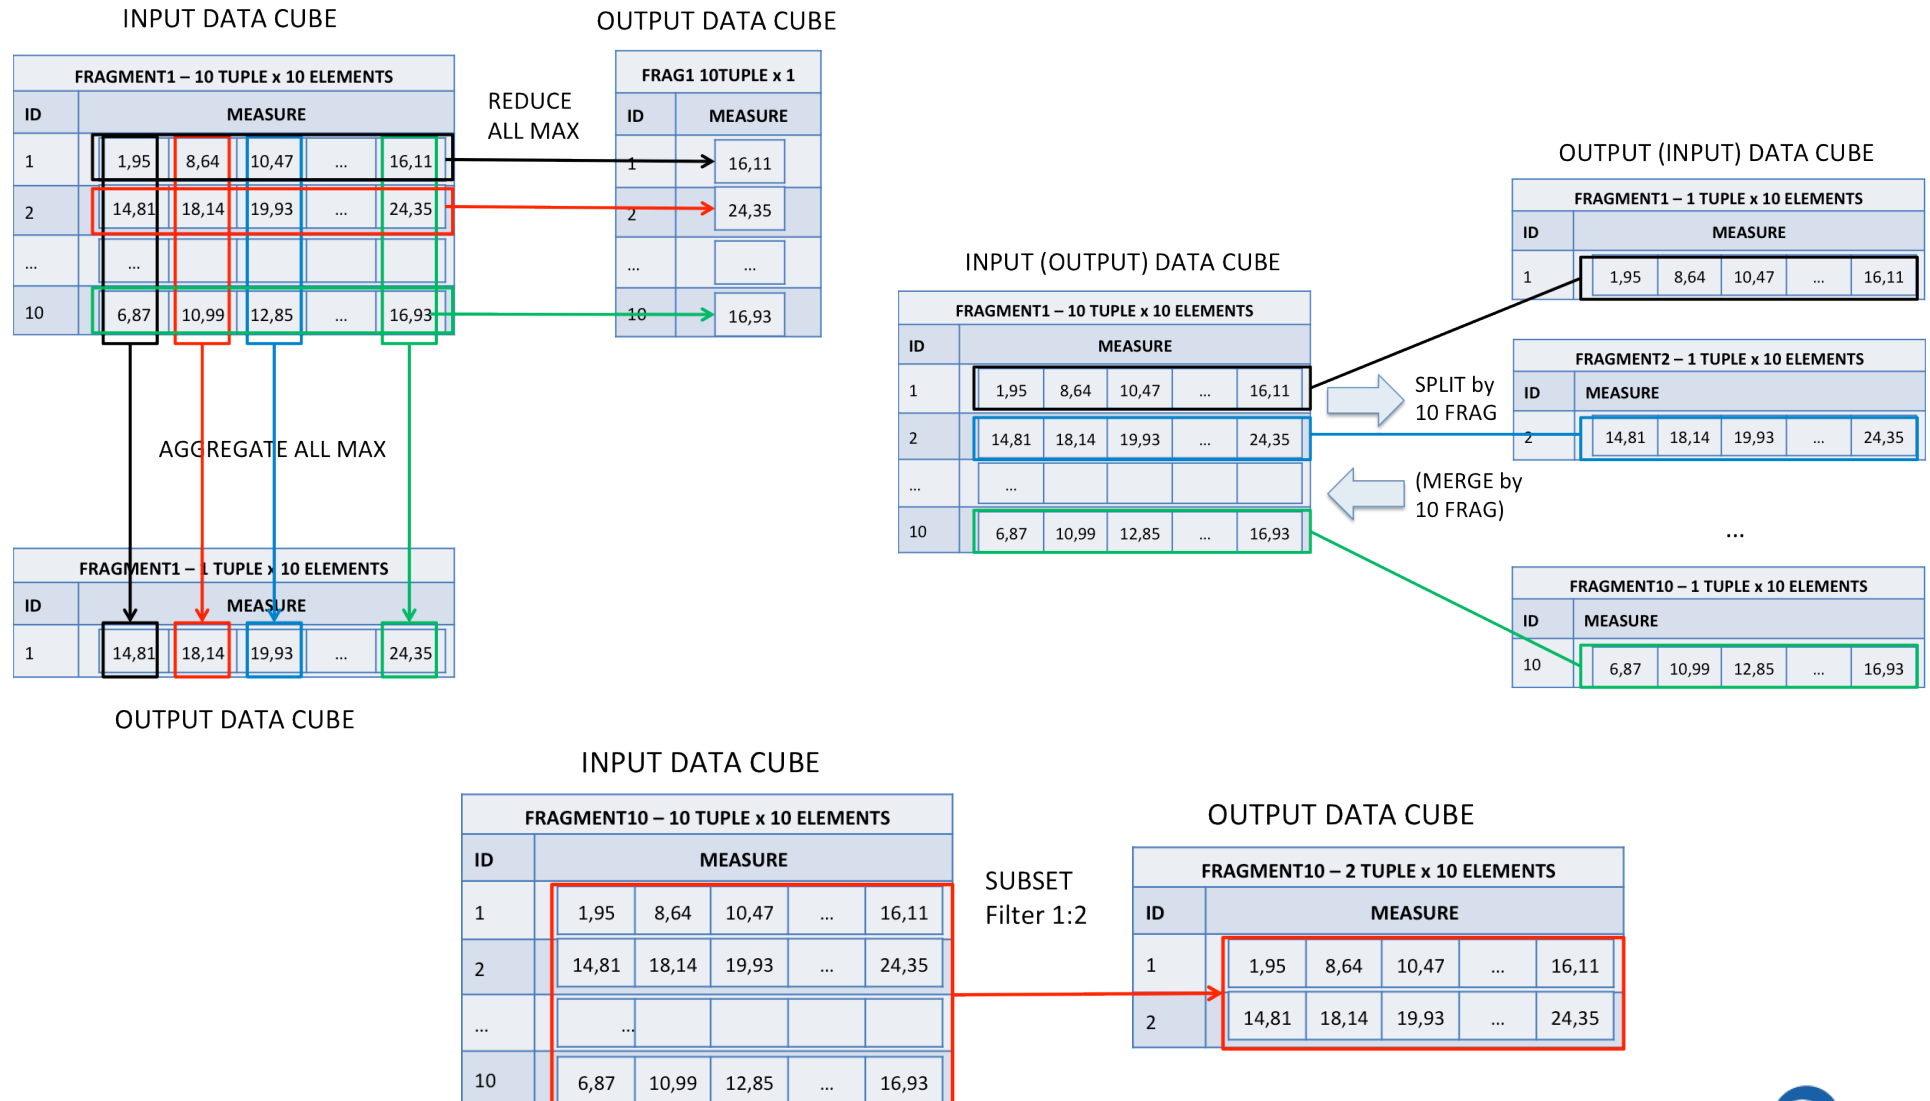 INPUT DATA CUBE
FRAGMENT1 – 10 TUPLE x 10 ELEMENTS
ID MEASURE
1 1,95 8,64 10,47 ... 16,11
2 14,81 18,14 19,93 ... 24,35
... ...
10 6,87 10,99 12,85 ... 16,93
REDUCE
ALL MAX
OUTPUT DATA CUBE
FRAG1 10TUPLE x 1
ID MEASURE
1 16,11
2 24,35
... ...
10 16,93
AGGREGATE ALL MAX
FRAGMENT1 – 1 TUPLE x 10 ELEMENTS
ID MEASURE
1 14,81 18,14 19,93 ... 24,35
OUTPUT DATA CUBE
INPUT (OUTPUT) DATA CUBE
FRAGMENT1 – 10 TUPLE x 10 ELEMENTS
ID MEASURE
1 1,95 8,64 10,47 ... 16,11
2 14,81 18,14 19,93 ... 24,35
... ...
10 6,87 10,99 12,85 ... 16,93
SPLIT by
10 FRAG
(MERGE by
10 FRAG)
OUTPUT (INPUT) DATA CUBE
FRAGMENT1 – 1 TUPLE x 10 ELEMENTS
ID MEASURE
1 1,95 8,64 10,47 ... 16,11
FRAGMENT2 – 1 TUPLE x 10 ELEMENTS
ID MEASURE
2 14,81 18,14 19,93 ... 24,35
...
FRAGMENT10 – 1 TUPLE x 10 ELEMENTS
ID MEASURE
10 6,87 10,99 12,85 ... 16,93
INPUT DATA CUBE
FRAGMENT10 – 10 TUPLE x 10 ELEMENTS
ID MEASURE
1 1,95 8,64 10,47 ... 16,11
2 14,81 18,14 19,93 ... 24,35
... ...
10 6,87 10,99 12,85 ... 16,93
SUBSET
Filter 1:2
OUTPUT DATA CUBE
FRAGMENT10 – 2 TUPLE x 10 ELEMENTS
ID MEASURE
1 1,95 8,64 10,47 ... 16,11
2 14,81 18,14 19,93 ... 24,35